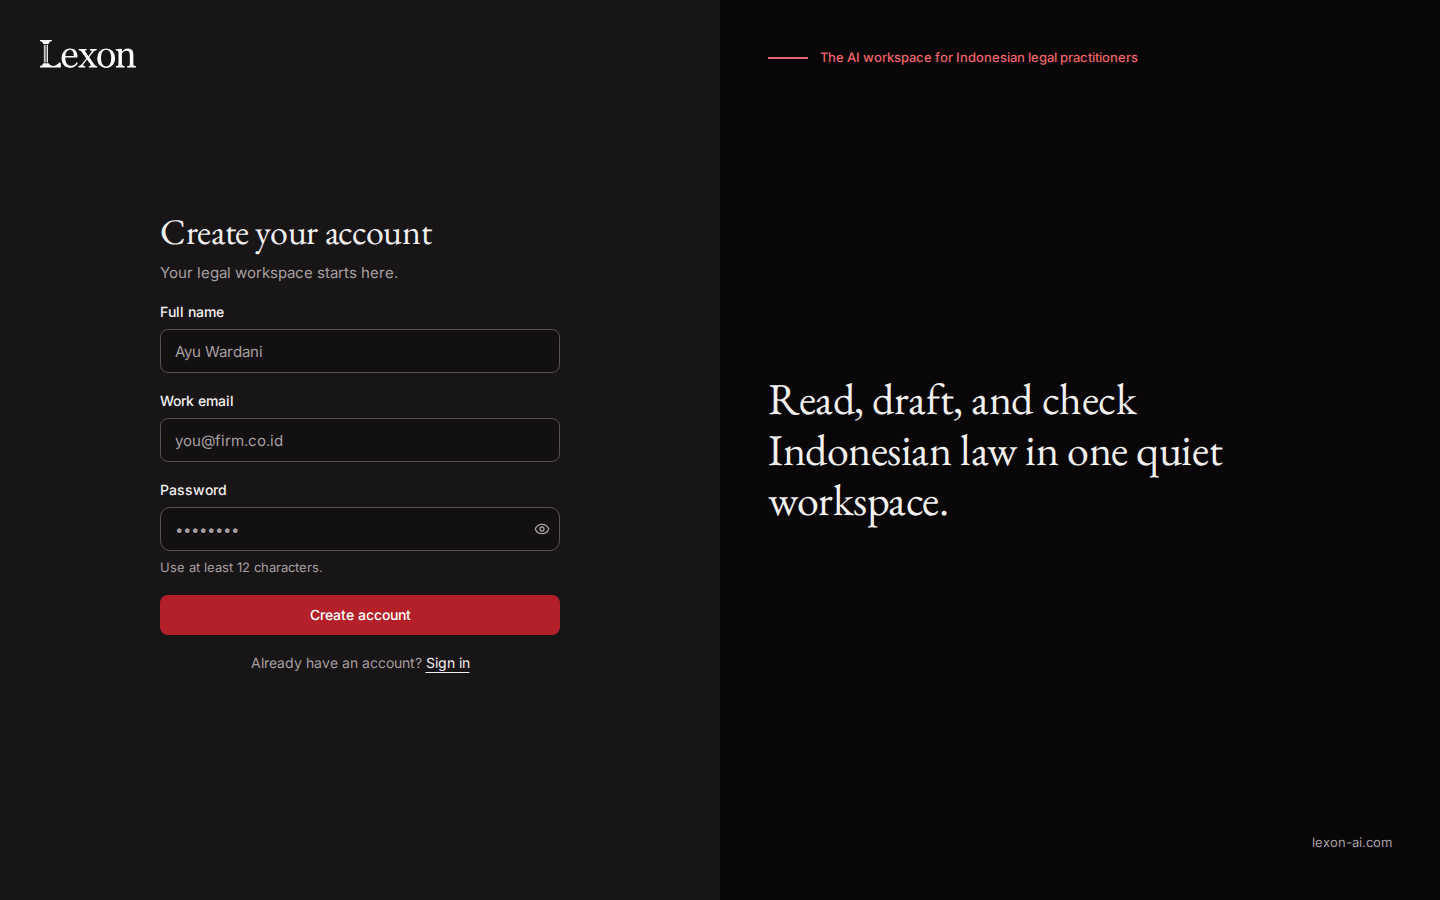 Lexon
Create your account
Your legal workspace starts here.
Full name
Ayu Wardani
Work email
you@firm.co.id
Password
••••••••
Use at least 12 characters.
Create account
Already have an account? Sign in
The AI workspace for Indonesian legal practitioners
Read, draft, and check
Indonesian law in one quiet
workspace.
lexon-ai.com